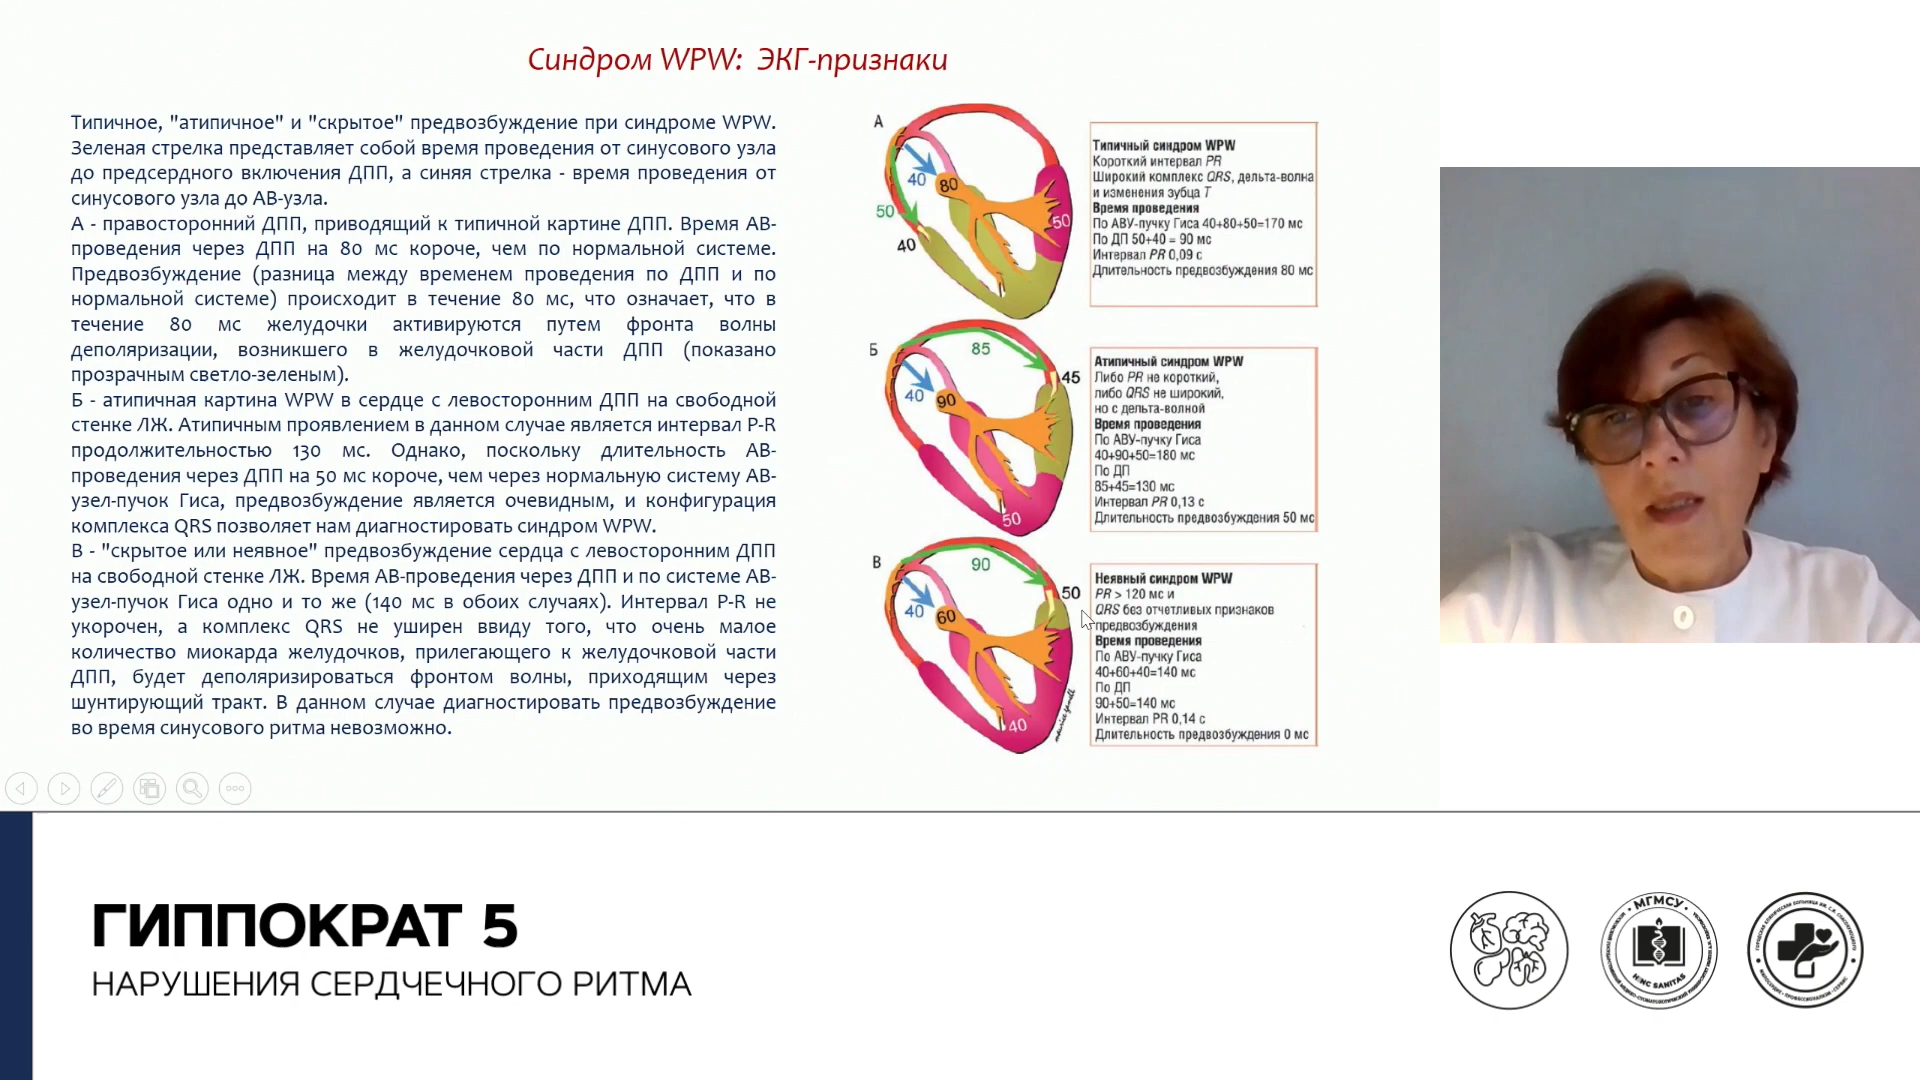 Синдром WPW: ЭКГ-признаки
Типичное, "атипичное" и "скрытое" предвозбуждение при синдроме WPW.
Зеленая стрелка представляет собой время проведения от синусового узла
до предсердного включения ДПП, а синяя стрелка - время проведения от
синусового узла до АВ-узла.
А - правосторонний ДПП, приводящий к типичной картине ДПП. Время АВ-
проведения через ДПП на 80 мс короче, чем по нормальной системе.
Предвозбуждение (разница между временем проведения по ДПП и по
нормальной системе) происходит в течение 80 мс, что означает, что в
течение 80 мс желудочки активируются путем фронта волны
деполяризации, возникшего в желудочковой части ДПП (показано
прозрачным светло-зеленым).
Б - атипичная картина WPW в сердце с левосторонним ДПП на свободной
стенке ЛЖ. Атипичным проявлением в данном случае является интервал P-R
продолжительностью 130 мс. Однако, поскольку длительность АВ-
проведения через ДПП на 50 мс короче, чем через нормальную систему АВ-
узел-пучок Гиса, предвозбуждение является очевидным, и конфигурация
комплекса QRS позволяет нам диагностировать синдром WPW.
В - "скрытое или неявное" предвозбуждение сердца с левосторонним ДПП
на свободной стенке ЛЖ. Время АВ-проведения через ДПП и по системе АВ-
узел-пучок Гиса одно и то же (140 мс в обоих случаях). Интервал P-R не
укорочен, а комплекс QRS не уширен ввиду того, что очень малое
количество миокарда желудочков, прилегающего к желудочковой части
ДПП, будет деполяризироваться фронтом волны, приходящим через
шунтирующий тракт. В данном случае диагностировать предвозбуждение
во время синусового ритма невозможно.
А
40
80
50
50
40
Типичный синдром WPW
Короткий интервал PR
Широкий комплекс QRS, дельта-волна
и изменения зубца T
Время проведения
По АВУ-пучку Гиса 40+80+50=170 мс
По ДП 50+40 = 90 мс
Интервал PR 0,09 с
Длительность предвозбуждения 80 мс
Б
85
45
40
90
50
Атипичный синдром WPW
Либо PR не короткий,
либо QRS не широкий,
но с дельта-волной
Время проведения
По АВУ-пучку Гиса
40+90+50=180 мс
По ДП
85+45=130 мс
Интервал PR 0,13 с
Длительность предвозбуждения 50 мс
В
90
50
40
60
40
Неявный синдром WPW
PR > 120 мс и
QRS без отчетливых признаков
предвозбуждения
Время проведения
По АВУ-пучку Гиса
40+60+40=140 мс
По ДП
90+50=140 мс
Интервал PR 0,14 с
Длительность предвозбуждения 0 мс
ГИППОКРАТ 5
НАРУШЕНИЯ СЕРДЕЧНОГО РИТМА
МГМСУ